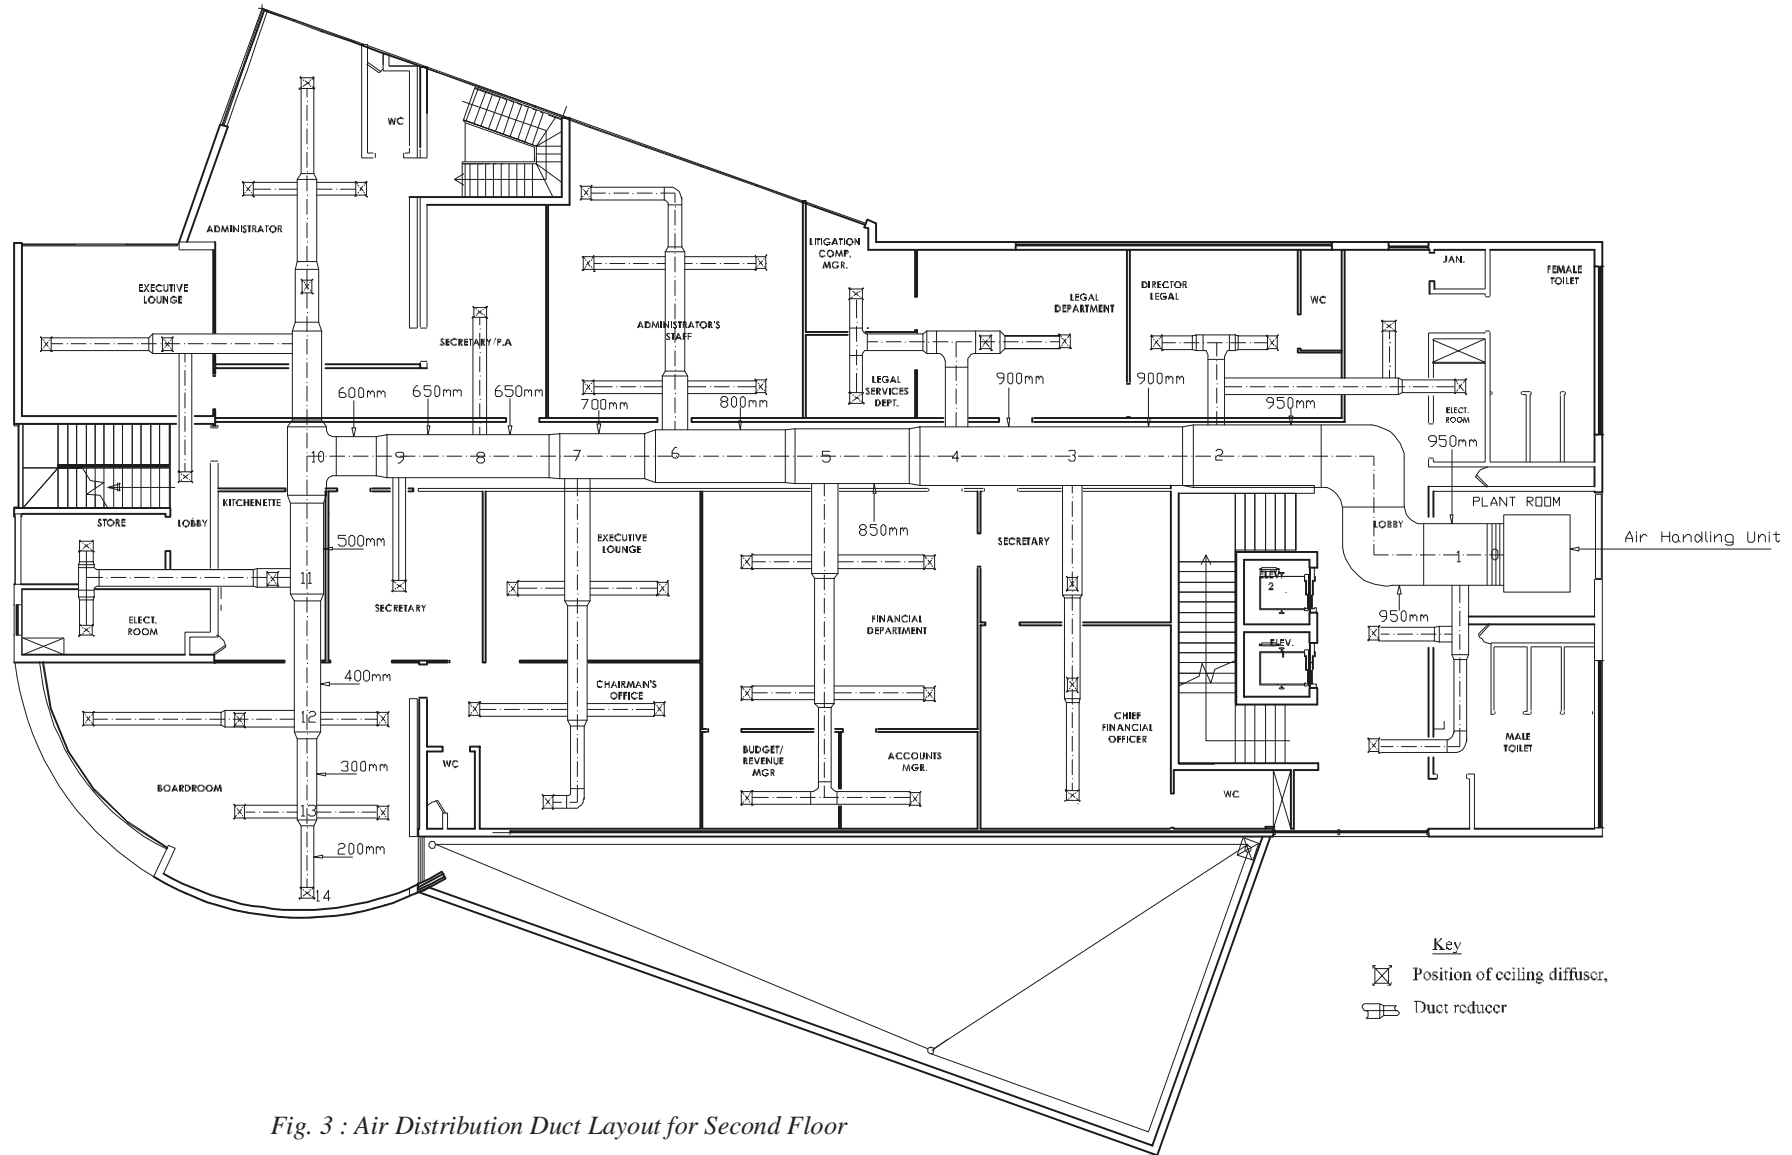 WC
ADMINISTRATOR
EXECUTIVE
LOUNGE
SECRETARY/P.A
ADMINISTRATOR'S
STAFF
LITIGATION
COMP.
MGR.
LEGAL
DEPARTMENT
DIRECTOR
LEGAL
WC
JAN.
FEMALE
TOILET
LEGAL
SERVICES
DEPT.
ELECT.
ROOM
600mm
650mm
650mm
700mm
800mm
900mm
900mm
950mm
950mm
10
9
8
7
6
5
4
3
2
1
0
KITCHENETTE
STORE
LOBBY
500mm
EXECUTIVE
LOUNGE
850mm
SECRETARY
LOBBY
PLANT ROOM
Air Handling Unit
11
SECRETARY
ELECT.
ROOM
FINANCIAL
DEPARTMENT
ELEV.
2
ELEV.
1
950mm
400mm
CHAIRMAN'S
OFFICE
12
CHIEF
FINANCIAL
OFFICER
MALE
TOILET
300mm
WC
BUDGET/
REVENUE
MGR
ACCOUNTS
MGR.
BOARDROOM
13
WC
200mm
14
Key
Position of ceiling diffuser,
Duct reducer
Fig. 3 : Air Distribution Duct Layout for Second Floor